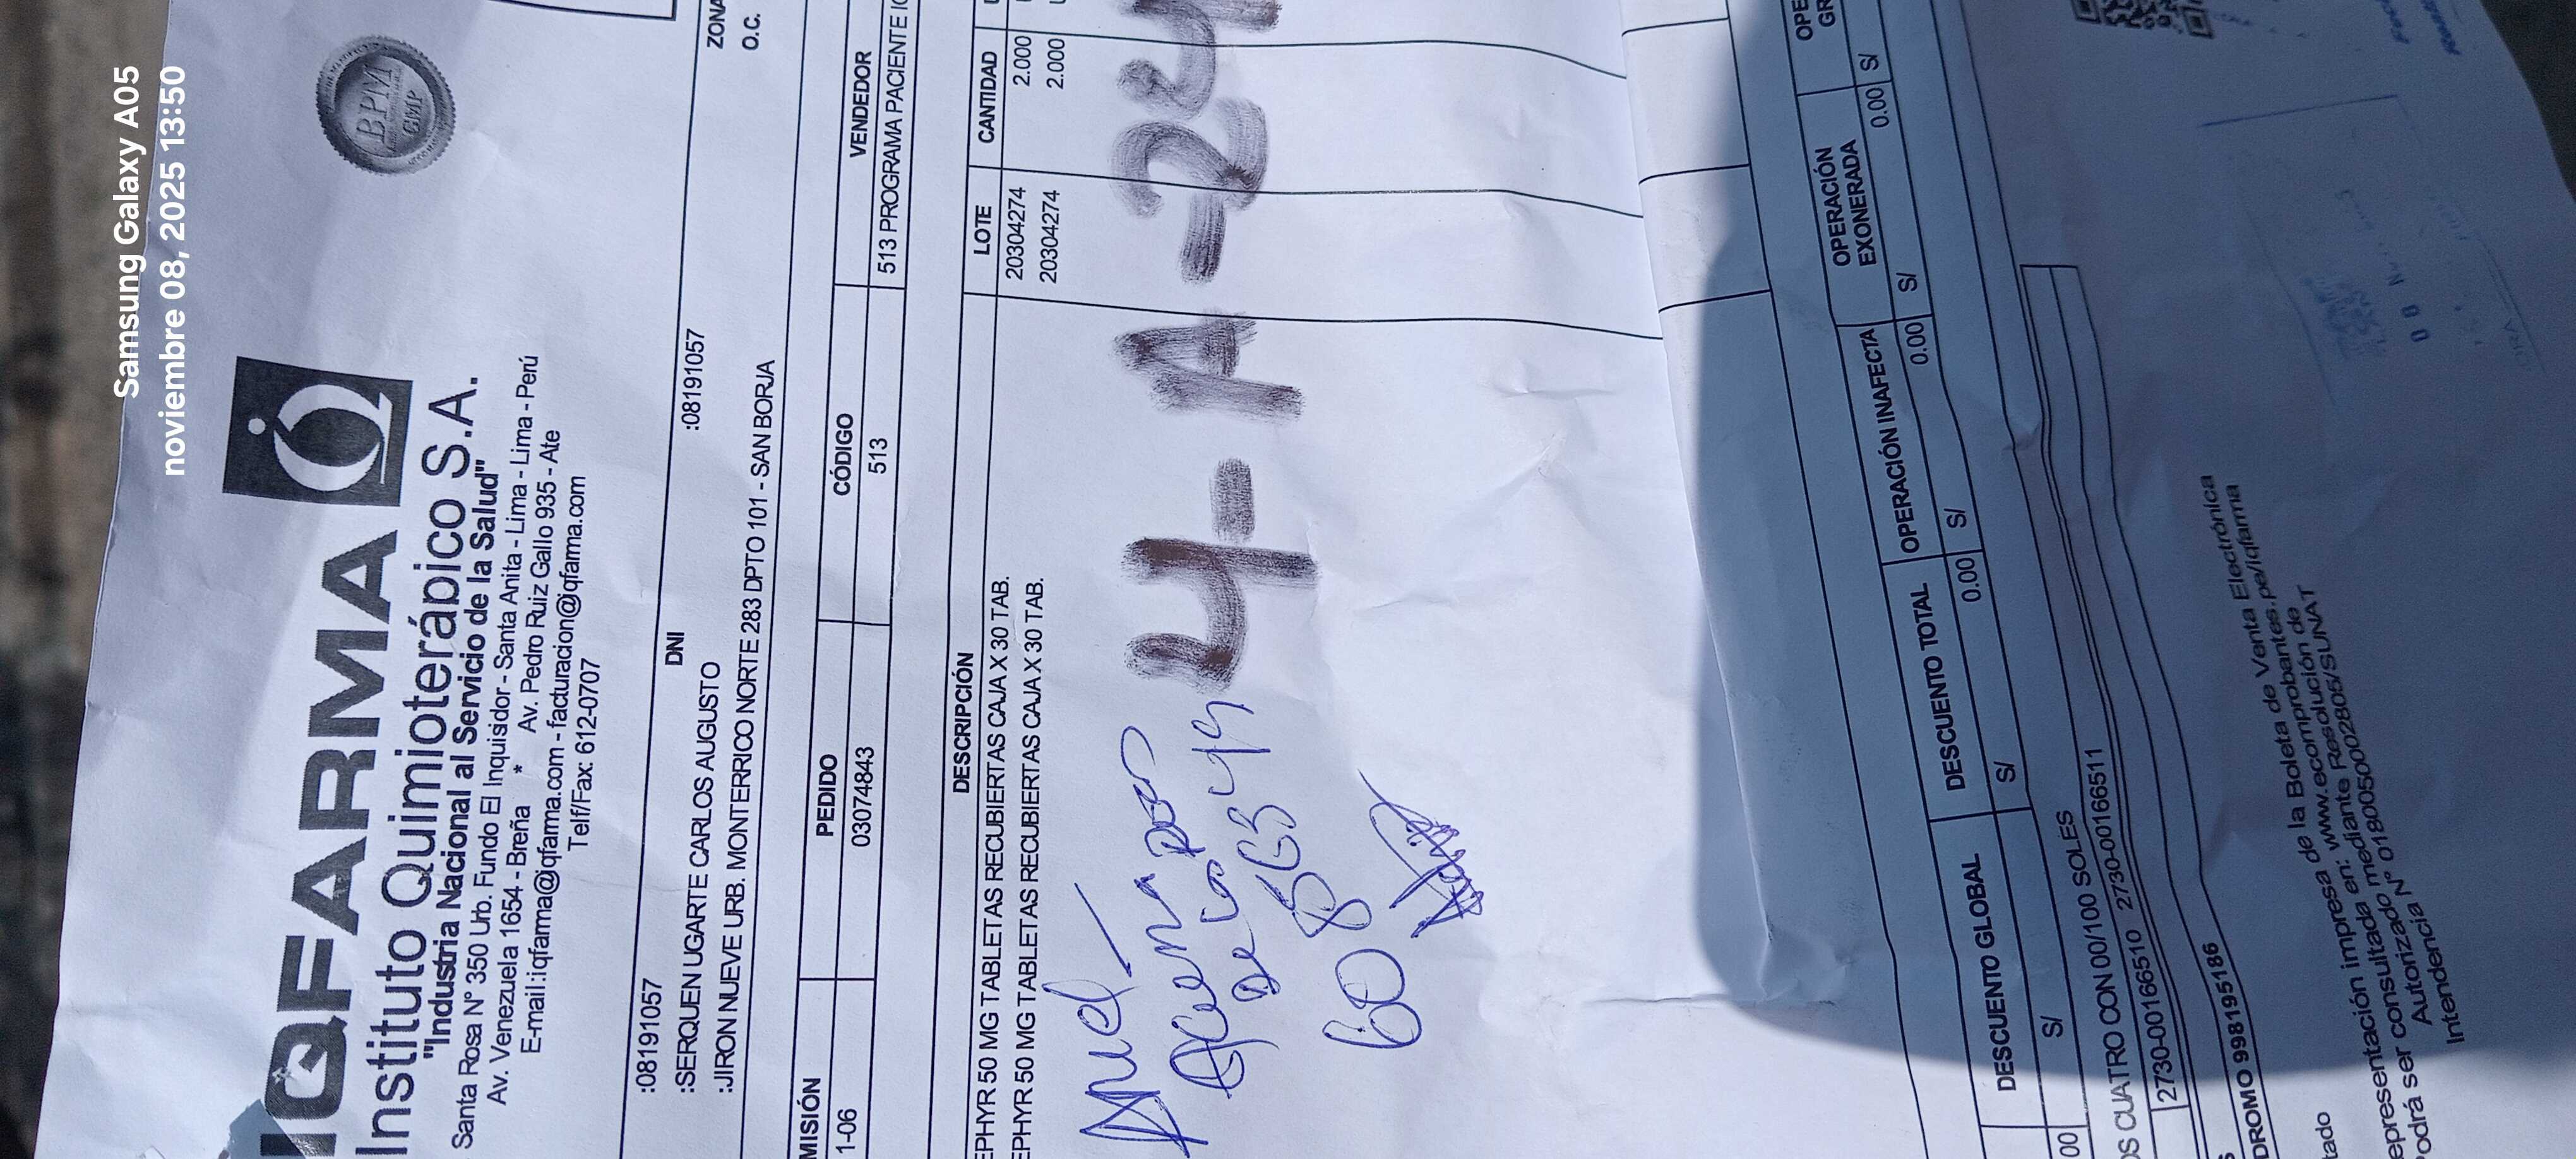 Samsung Galaxy A05
noviembre 08, 2025 13:50
BPM
GMP
IQFARMA
Instituto Quimioterápico S.A.
"Industria Nacional al Servicio de la Salud"
Santa Rosa N° 350 Urb. Fundo El Inquisidor - Santa Anita - Lima - Lima - Perú
Av. Venezuela 1654 - Breña * Av. Pedro Ruiz Gallo 935 - Ate
E-mail:iqfarma@iqfarma.com - facturacion@iqfarma.com
Telf/Fax: 612-0707
:08191057 DNI :08191057
:SERQUEN UGARTE CARLOS AUGUSTO ZONA
:JIRON NUEVE URB. MONTERRICO NORTE 283 DPTO 101 - SAN BORJA O.C.
MISIÓN PEDIDO CÓDIGO VENDEDOR
1-06 03074843 513 513 PROGRAMA PACIENTE
DESCRIPCIÓN LOTE CANTIDAD
EPHYR 50 MG TABLETAS RECUBIERTAS CAJA X 30 TAB. 20304274 2.000
EPHYR 50 MG TABLETAS RECUBIERTAS CAJA X 30 TAB. 20304274 2.000
4-A-22
DESCUENTO GLOBAL DESCUENTO TOTAL OPERACIÓN INAFECTA OPERACIÓN EXONERADA OPE
GR
00 S/ S/ 0.00 S/ 0.00 S/ 0.00 S/
OS CUATRO CON 00/100 SOLES
2730-00166510 2730-00166511
DROMO 998195186
tado
epresentación impresa de la Boleta de Venta Electrónica
odrá ser consultada en: www.ecomprobantes.pe/iqfarma
Autorizado mediante Resolución de
Intendencia N° 0180050002806/SUNAT